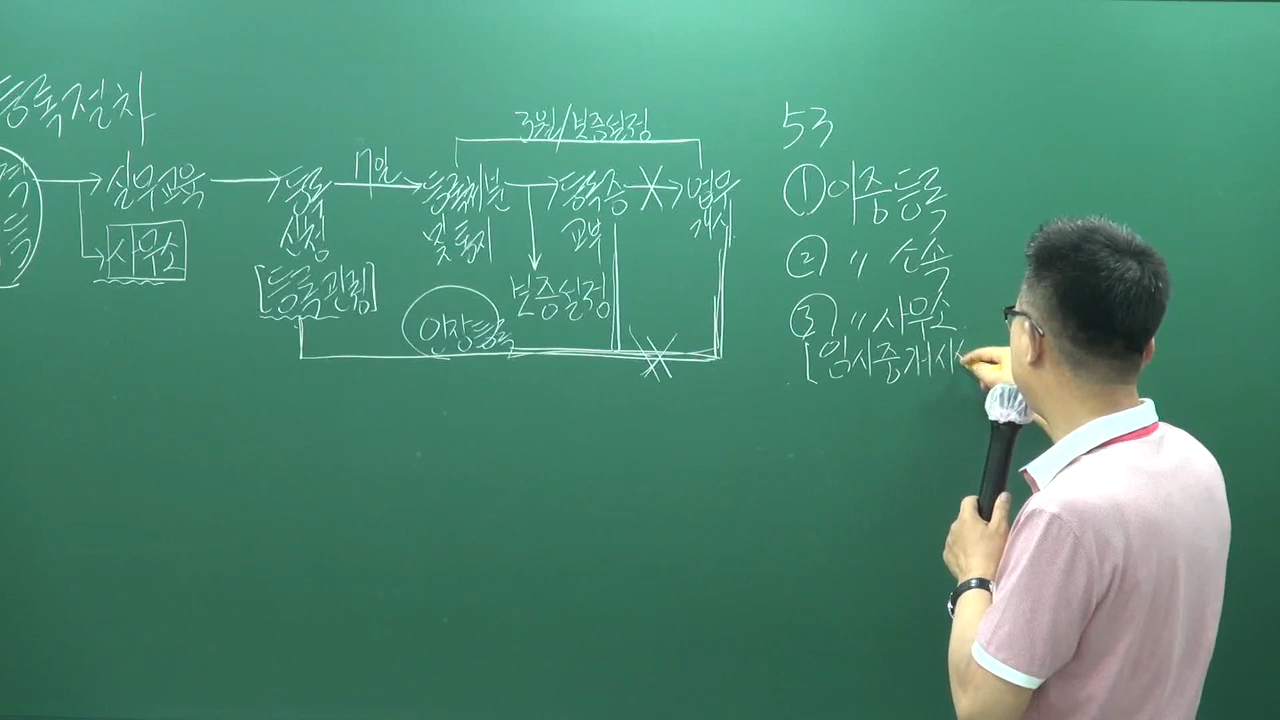 등록절차
실무교육
사무소
등록
신청
[등록관청]
7일
3월/보증설정
등록처분
및 통지
보증설정
등록증
교부
업무
개시
인장등록
53
① 이중등록
② 〃 소속
③ 〃 사무소
[임시중개시